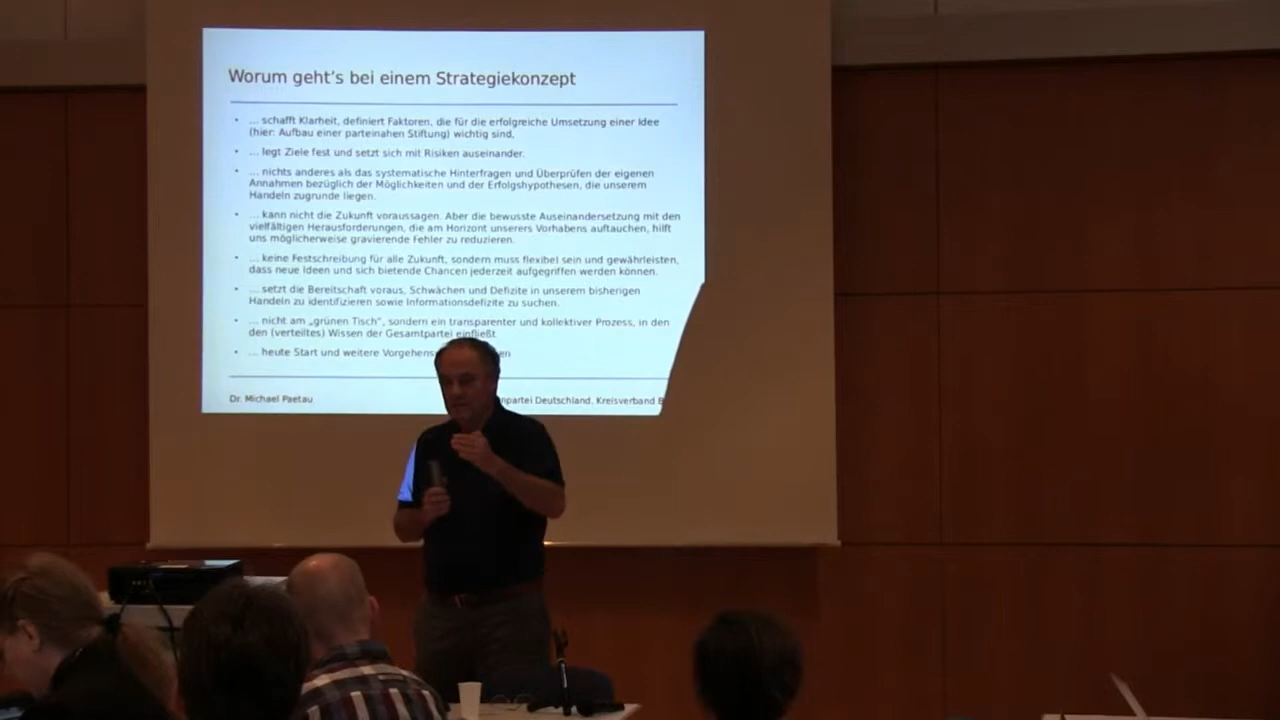 Worum geht's bei einem Strategiekonzept
• ... schafft Klarheit, definiert Faktoren, die für die erfolgreiche Umsetzung einer Idee
(hier: Aufbau einer parteinahen Stiftung) wichtig sind,
• ... legt Ziele fest und setzt sich mit Risiken auseinander.
• ... nichts anderes als das systematische Hinterfragen und Überprüfen der eigenen
Annahmen bezüglich der Möglichkeiten und der Erfolgshypothesen, die unserem
Handeln zugrunde liegen.
• ... kann nicht die Zukunft voraussagen. Aber die bewusste Auseinandersetzung mit den
vielfältigen Herausforderungen, die am Horizont unserers Vorhabens auftauchen, hilft
uns möglicherweise gravierende Fehler zu reduzieren.
• ... keine Festschreibung für alle Zukunft, sondern muss flexibel sein und gewährleisten,
dass neue Ideen und sich bietende Chancen jederzeit aufgegriffen werden können.
• ... setzt die Bereitschaft voraus, Schwächen und Defizite in unserem bisherigen
Handeln zu identifizieren sowie Informationsdefizite zu suchen.
• ... nicht am „grünen Tisch“, sondern ein transparenter und kollektiver Prozess, in den
den (verteiltes) Wissen der Gesamtpartei einfließt
• ... heute Start und weitere Vorgehens en
Dr. Michael Paetau npartei Deutschland, Kreisverband B